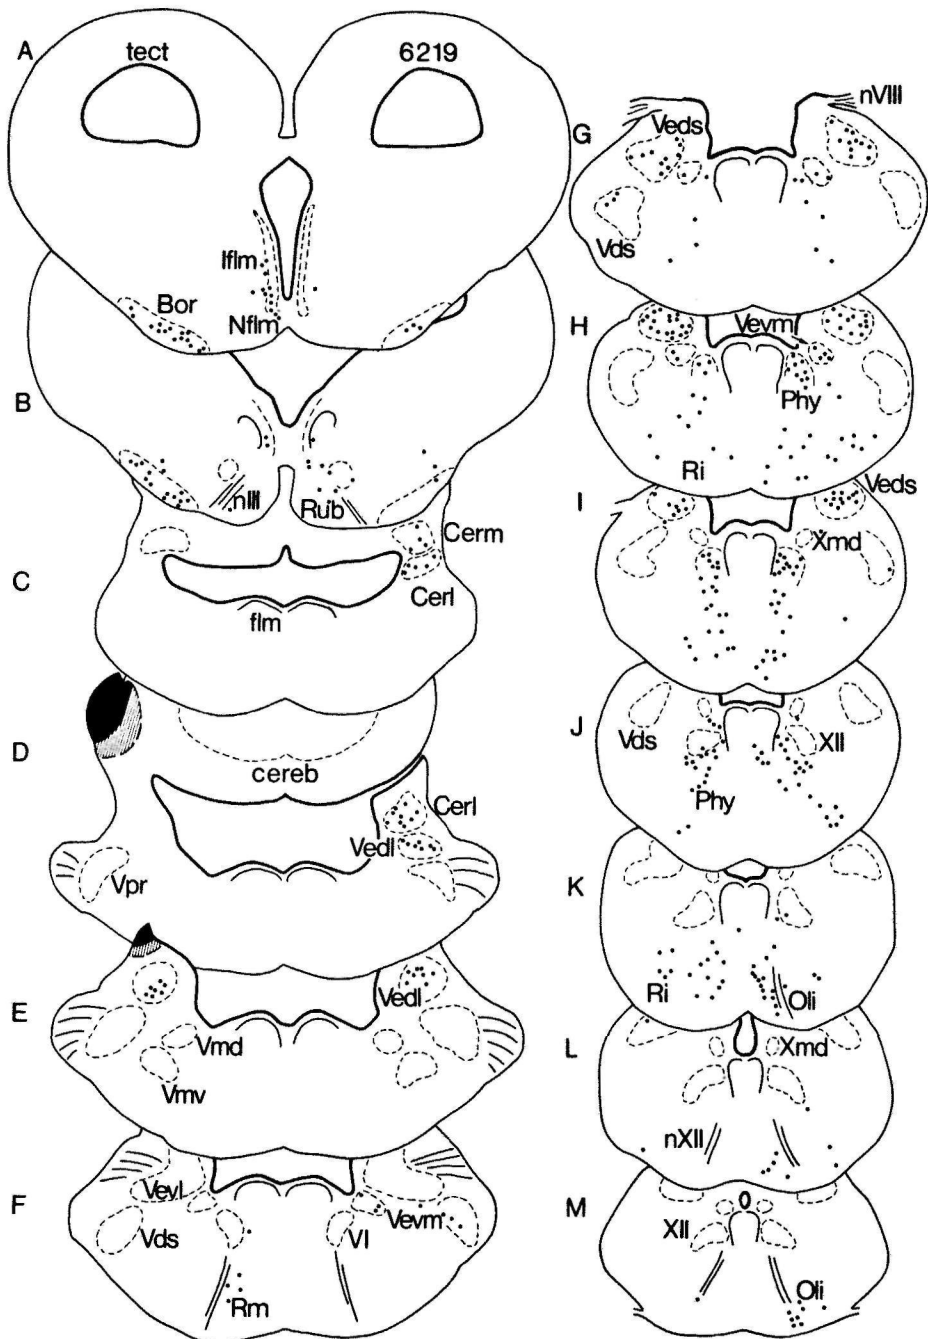 A
tect
6219
Iflm
Bor
Nflm
B
nIII
Rub
Cerm
C
Cerl
flm
D
cereb
Cerl
Vedl
Vpr
E
Vedl
Vmd
Vmv
F
Vevl
Vevm
Vds
VI
Rm
nVIII
G
Veds
Vds
H
Vevm
Phy
Ri
I
Veds
Xmd
J
Vds
XII
Phy
K
Ri
Oli
L
Xmd
nXII
M
XII
Oli